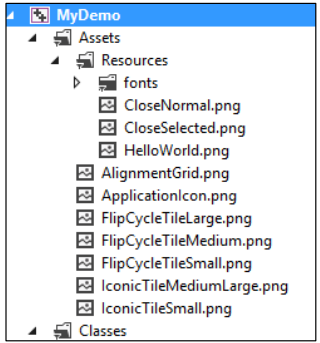 MyDemo
Assets
Resources
fonts
CloseNormal.png
CloseSelected.png
HelloWorld.png
AlignmentGrid.png
ApplicationIcon.png
FlipCycleTileLarge.png
FlipCycleTileMedium.png
FlipCycleTileSmall.png
IconicTileMediumLarge.png
IconicTileSmall.png
Classes